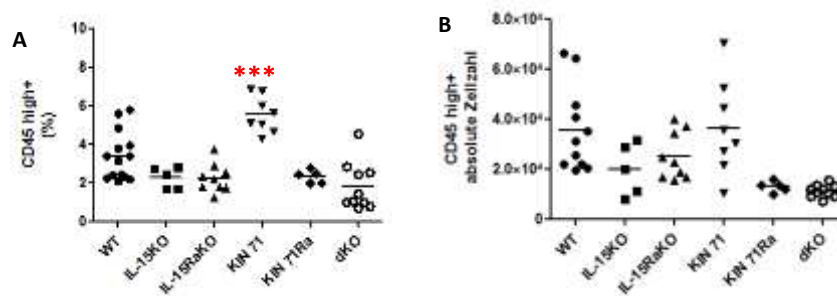 A
CD45 high+
(%)
10
8
6
4
2
0
***
WT
IL-15KO
IL-15RaKO
KIN 71
KIN 71Ra
dKO
B
CD45 high+
absolute Zellzahl
8.0×10⁴
6.0×10⁴
4.0×10⁴
2.0×10⁴
0
WT
IL-15KO
IL-15RaKO
KIN 71
KIN 71Ra
dKO